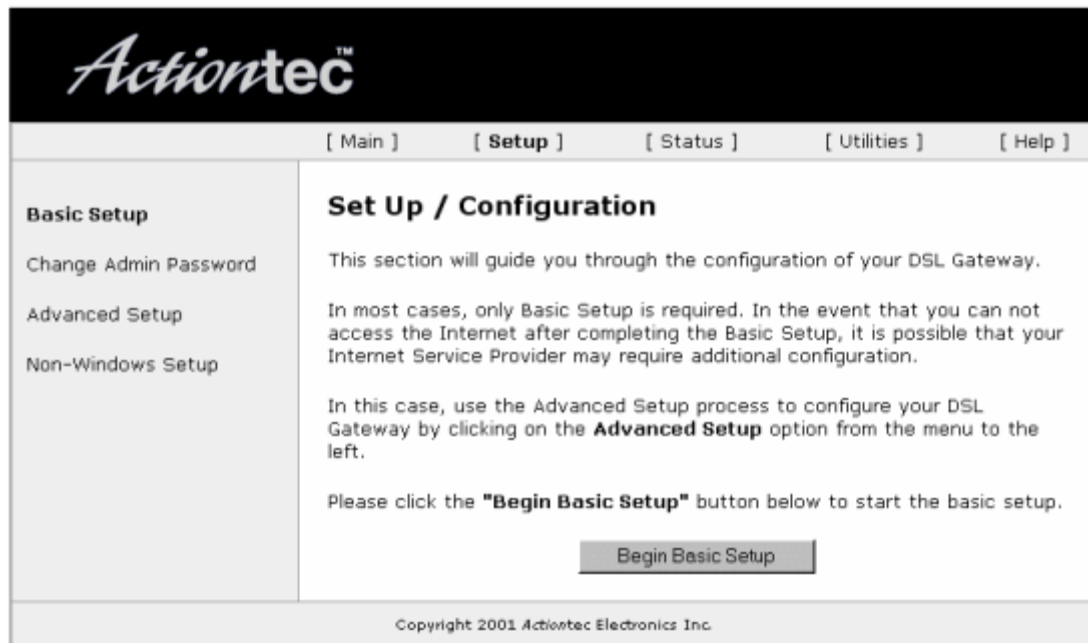 Actiontec™
[ Main ] [ Setup ] [ Status ] [ Utilities ] [ Help ]
Basic Setup
Change Admin Password
Advanced Setup
Non-Windows Setup
Set Up / Configuration
This section will guide you through the configuration of your DSL Gateway.
In most cases, only Basic Setup is required. In the event that you can not
access the Internet after completing the Basic Setup, it is possible that your
Internet Service Provider may require additional configuration.
In this case, use the Advanced Setup process to configure your DSL
Gateway by clicking on the Advanced Setup option from the menu to the
left.
Please click the "Begin Basic Setup" button below to start the basic setup.
Begin Basic Setup
Copyright 2001 Actiontec Electronics Inc.